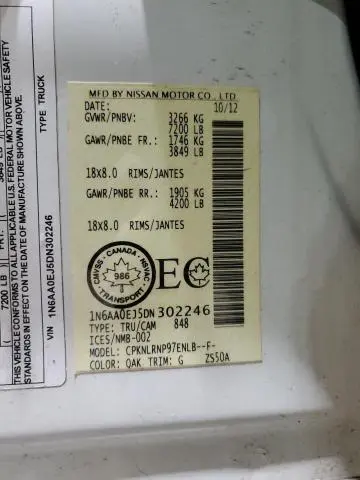 MFD BY NISSAN MOTOR CO., LTD
DATE: 10/12
GVWR/PNBV: 3266 KG
7200 LB
GAWR/PNBE FR.: 1746 KG
3849 LB
18x8.0 RIMS/JANTES
GAWR/PNBE RR.: 1905 KG
4200 LB
18x8.0 RIMS/JANTES
CMVSS - CANADA - NSVAC
986
TRANSPORT
EC
1N6AA0EJ5DN302246
TYPE: TRU/CAM 848
ICES/NMB-002
MODEL: CPKNLRNP97ENLB--F-
COLOR: QAK TRIM: G ZS50A
7200 LB) FRT:
THIS VEHICLE CONFORMS TO ALL APPLICABLE U.S. FEDERAL MOTOR VEHICLE SAFETY
STANDARDS IN EFFECT ON THE DATE OF MANUFACTURE SHOWN ABOVE.
VIN 1N6AA0EJ5DN302246 TYPE TRUCK